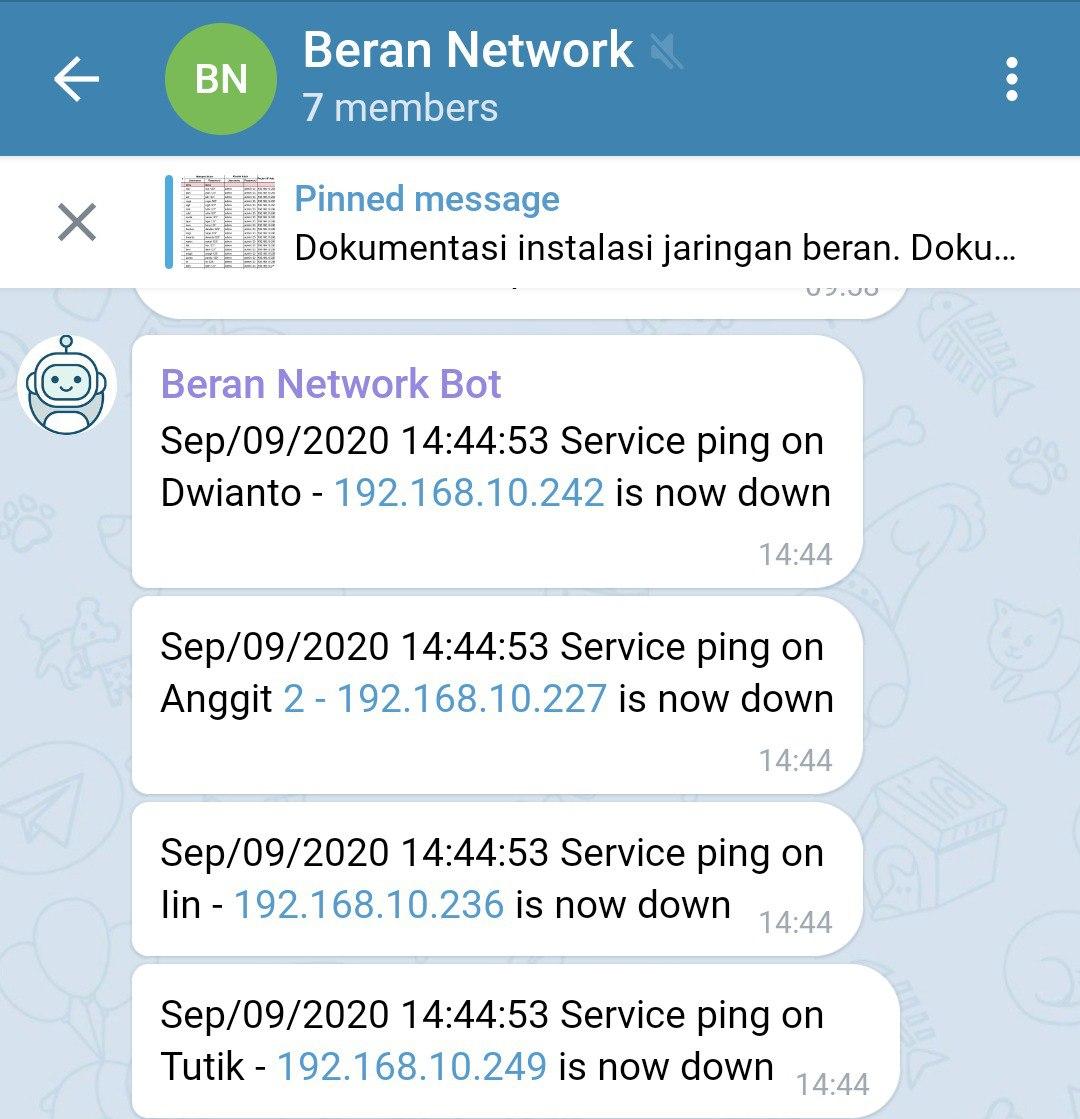 BN
Beran Network
7 members
Pinned message
Dokumentasi instalasi jaringan beran. Doku...
Beran Network Bot
Sep/09/2020 14:44:53 Service ping on
Dwianto - 192.168.10.242 is now down
14:44
Sep/09/2020 14:44:53 Service ping on
Anggit 2 - 192.168.10.227 is now down
14:44
Sep/09/2020 14:44:53 Service ping on
Iin - 192.168.10.236 is now down
14:44
Sep/09/2020 14:44:53 Service ping on
Tutik - 192.168.10.249 is now down
14:44